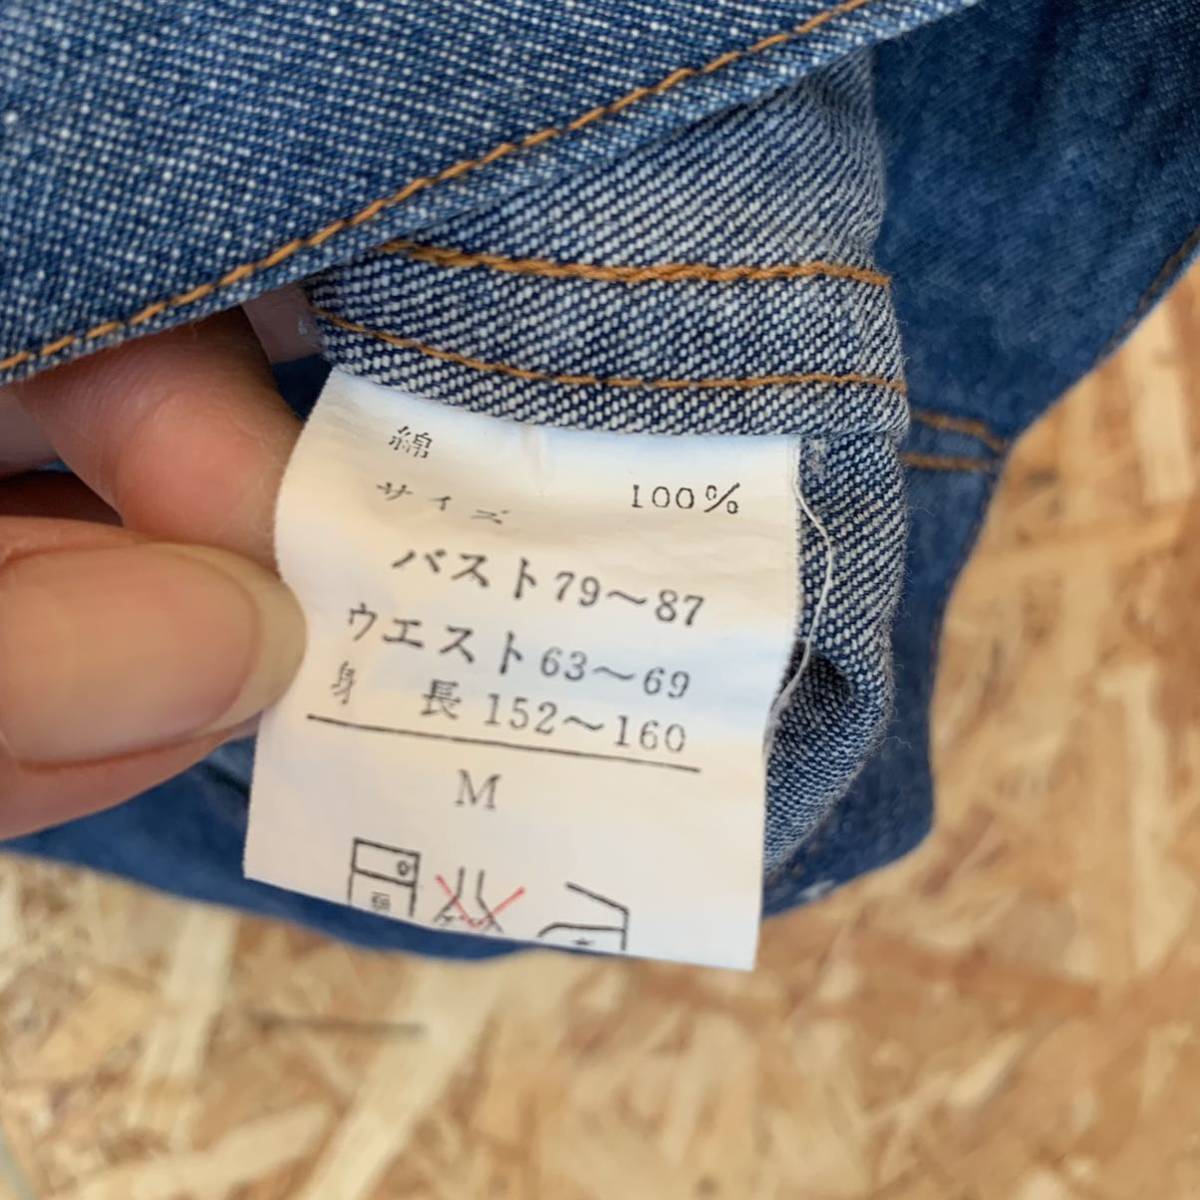 綿 100%
サイズ
バスト79～87
ウエスト63～69
身 長 152～160
M